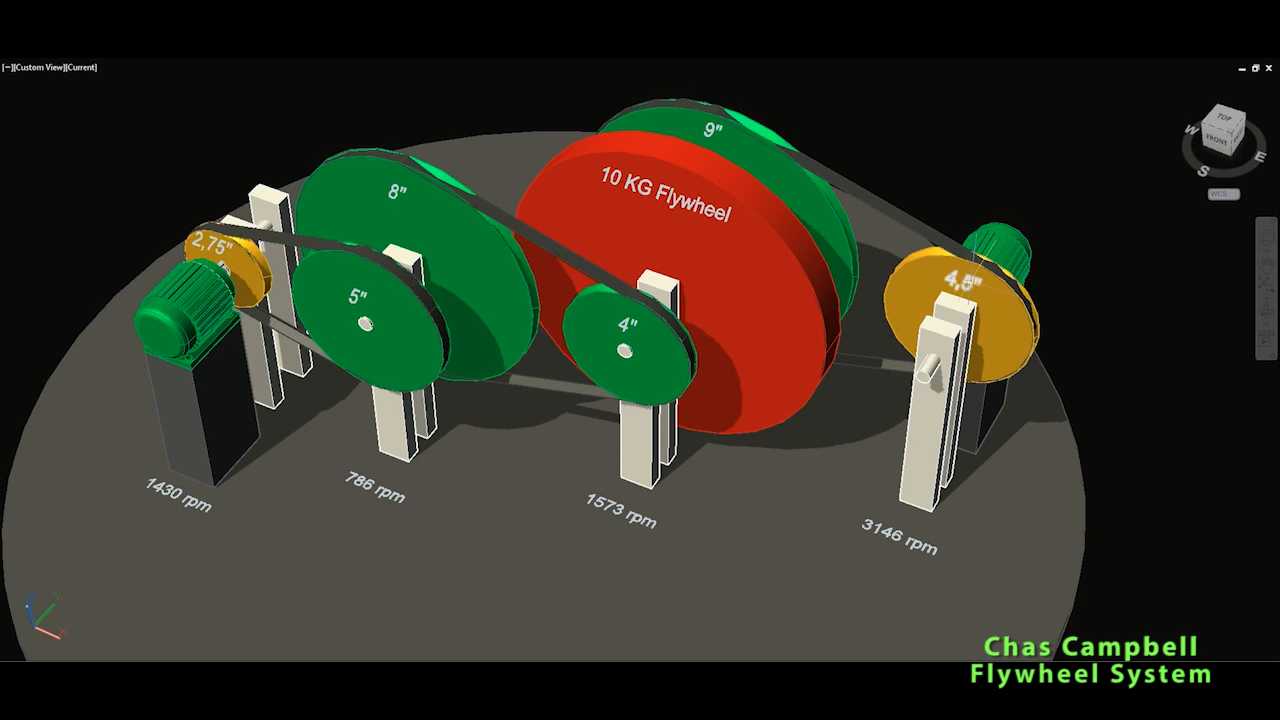 [−][Custom View][Current]
TOP
FRONT
W
S
E
WCS
9"
8"
10 KG Flywheel
2,75"
5"
4"
4,5"
1430 rpm
786 rpm
1573 rpm
3146 rpm
Z
Y
X
Chas Campbell
Flywheel System